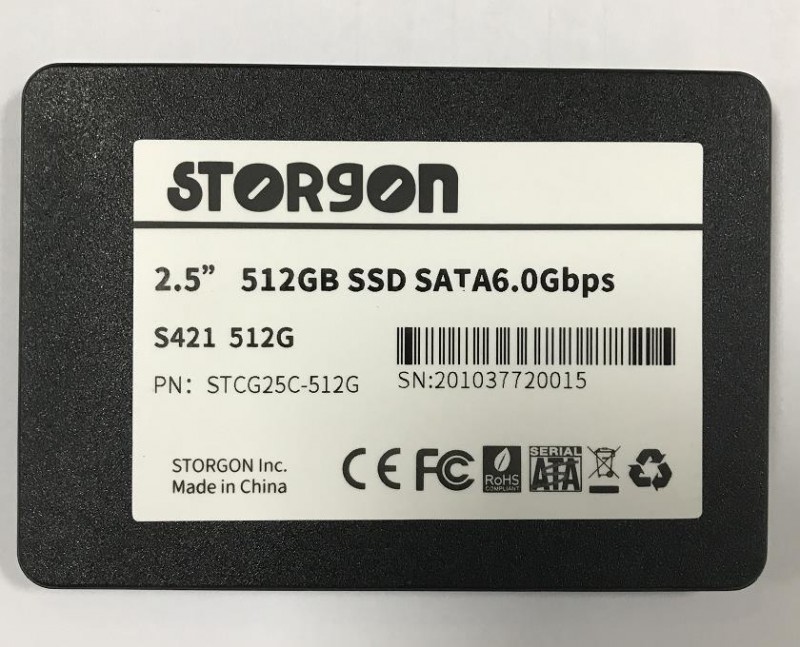 STORGON
2.5” 512GB SSD SATA6.0Gbps
S421 512G
PN: STCG25C-512G
SN:201037720015
STORGON Inc.
Made in China
CE FC
RoHS
COMPLIANT
SERIAL
ATA